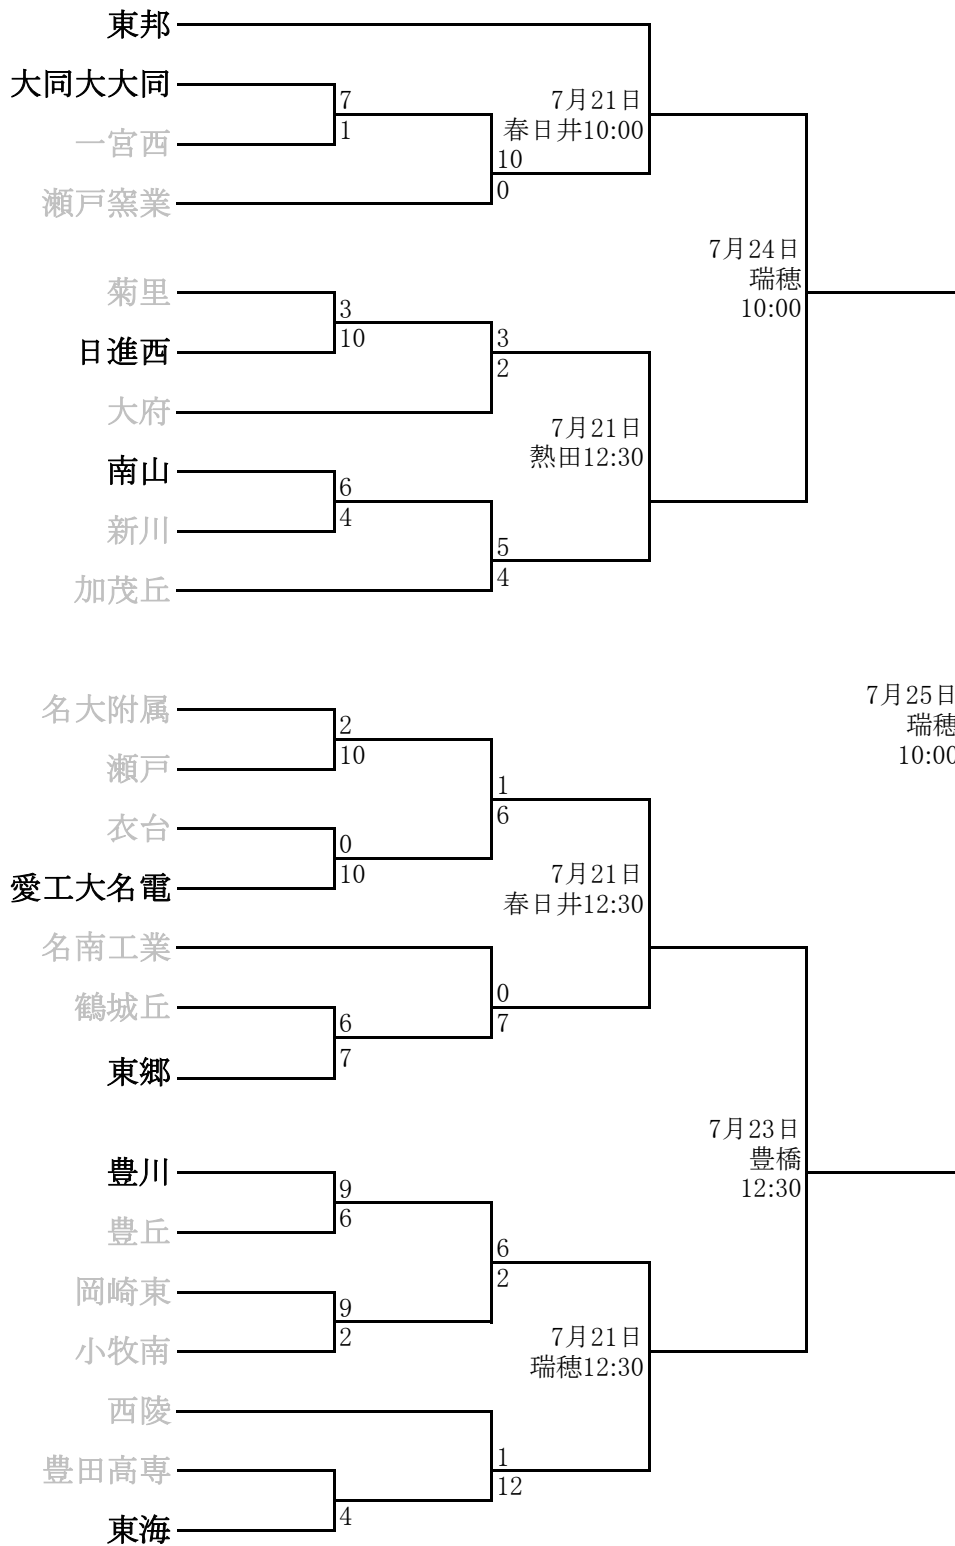 東邦
大同大大同
7
7月21日
一宮西
1
春日井10:00
10
瀬戸窯業
0
7月24日
瑞穂
10:00
菊里
3
日進西
10
3
2
大府
7月21日
熱田12:30
南山
6
新川
4
5
加茂丘
4
名大附属
2
7月25日
瑞穂
10:00
瀬戸
10
1
衣台
6
0
愛工大名電
10
7月21日
春日井12:30
名南工業
0
鶴城丘
6
7
東郷
7
7月23日
豊橋
12:30
豊川
9
豊丘
6
6
岡崎東
2
9
小牧南
2
7月21日
瑞穂12:30
西陵
1
豊田高専
12
4
東海